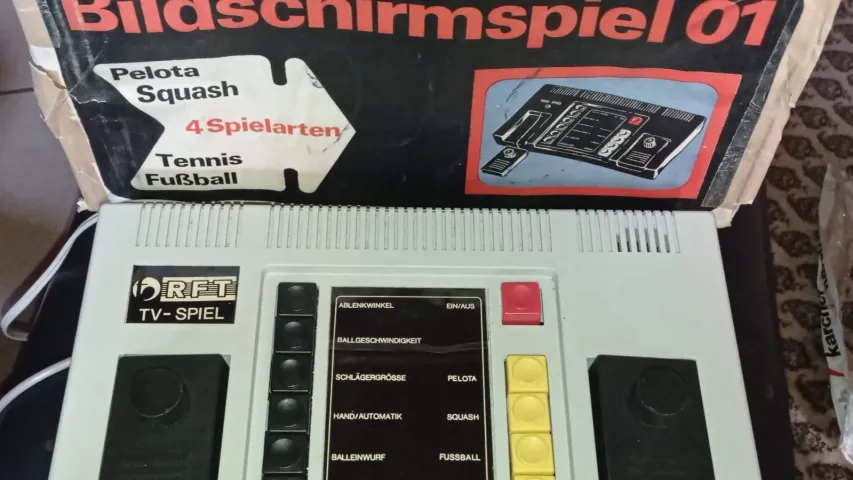 Bildschirmspiel 01
Pelota
Squash
4 Spielarten
Tennis
Fußball
RFT
TV-SPIEL
ABLENKWINKEL EIN/AUS
BALLGESCHWINDIGKEIT
SCHLÄGERGRÖSSE PELOTA
HAND/AUTOMATIK SQUASH
BALLEINWURF FUSSBALL
karcher